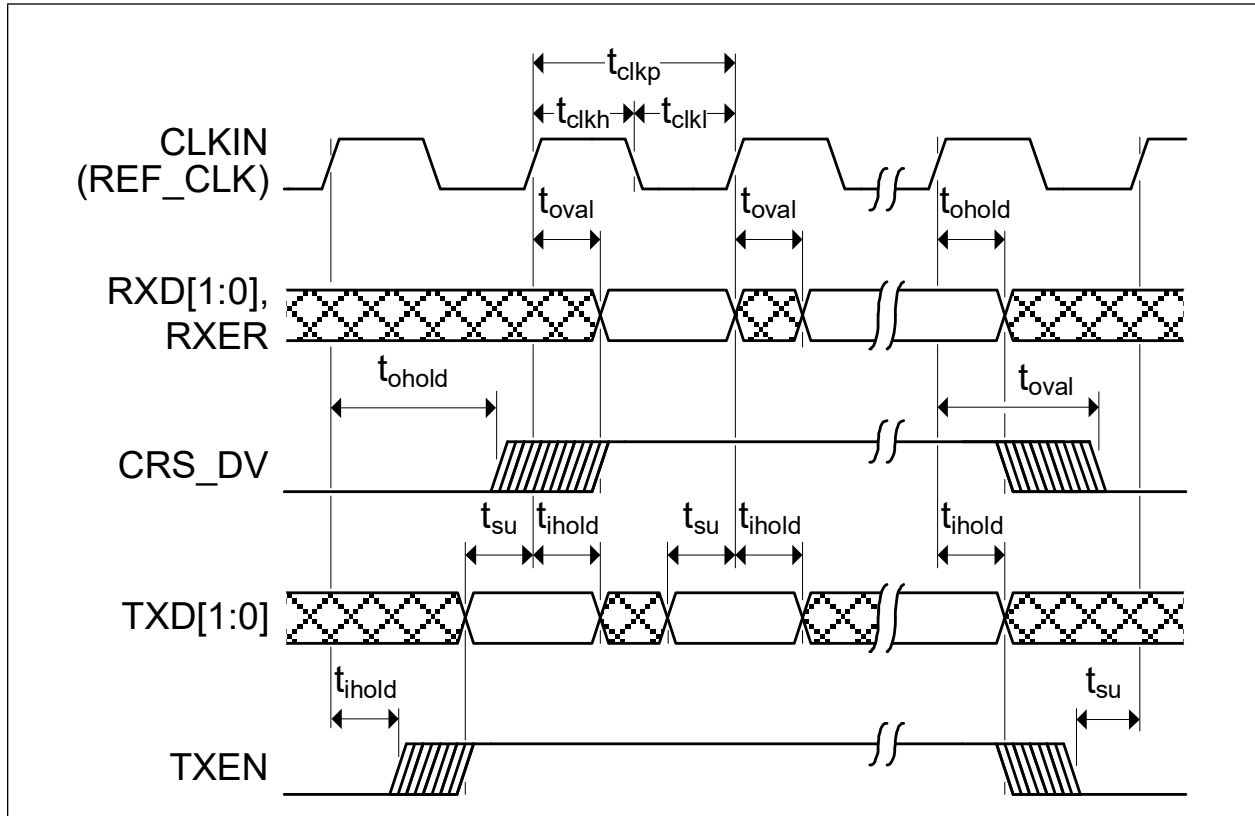 t_clkp
t_clkh t_clkl
CLKIN
(REF_CLK)
t_oval t_oval t_ohold
RXD[1:0],
RXER
t_ohold t_oval
CRS_DV
t_su t_ihold t_su t_ihold t_ihold
TXD[1:0]
t_ihold t_su
TXEN